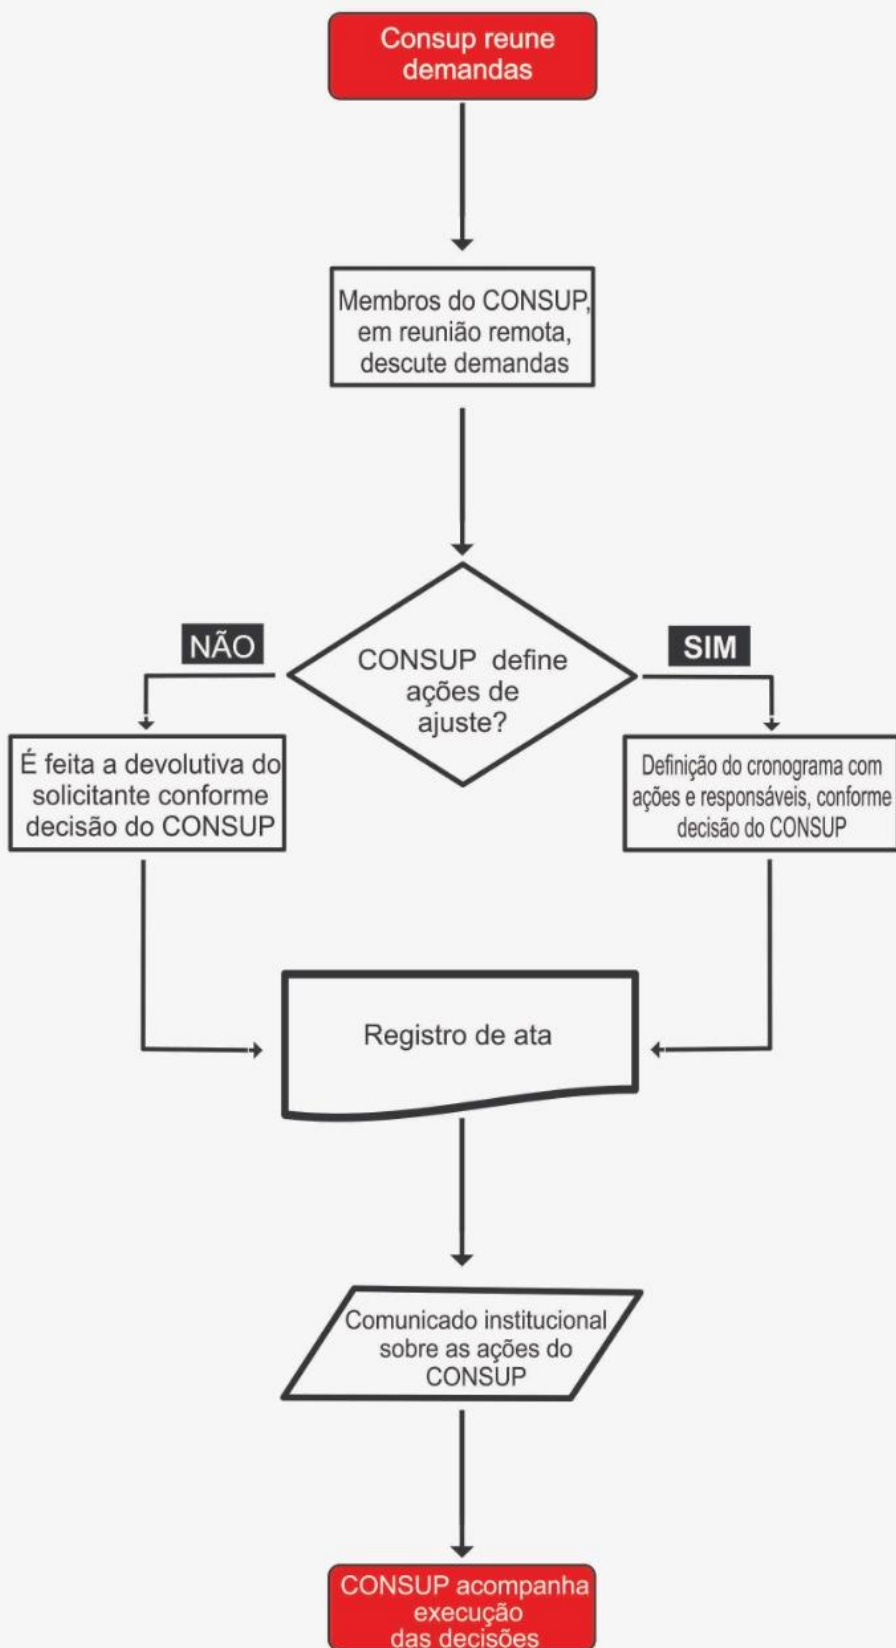 Consup reune
demandas
Membros do CONSUP,
em reunião remota,
descute demandas
CONSUP define
ações de
ajuste?
NÃO
SIM
É feita a devolutiva do
solicitante conforme
decisão do CONSUP
Definição do cronograma com
ações e responsáveis, conforme
decisão do CONSUP
Registro de ata
Comunicado institucional
sobre as ações do
CONSUP
CONSUP acompanha
execução
das decisões